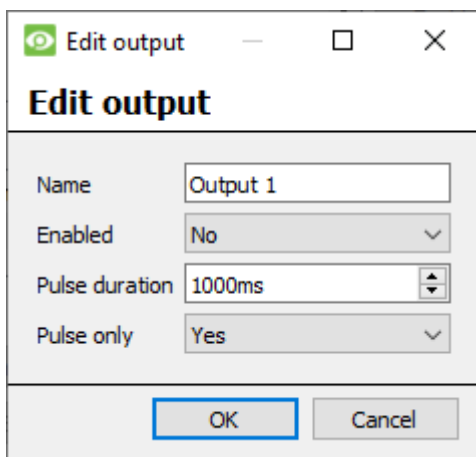 Edit output
Edit output
Name Output 1
Enabled No
Pulse duration 1000ms
Pulse only Yes
OK Cancel